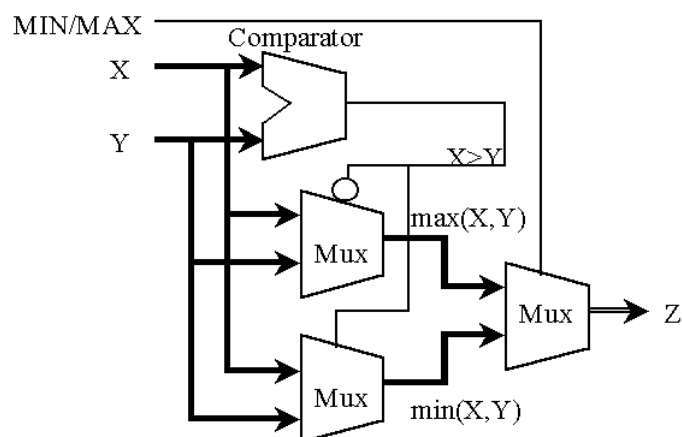 MIN/MAX
Comparator
X
Y
X>Y
max(X,Y)
Mux
Mux
Z
Mux
min(X,Y)